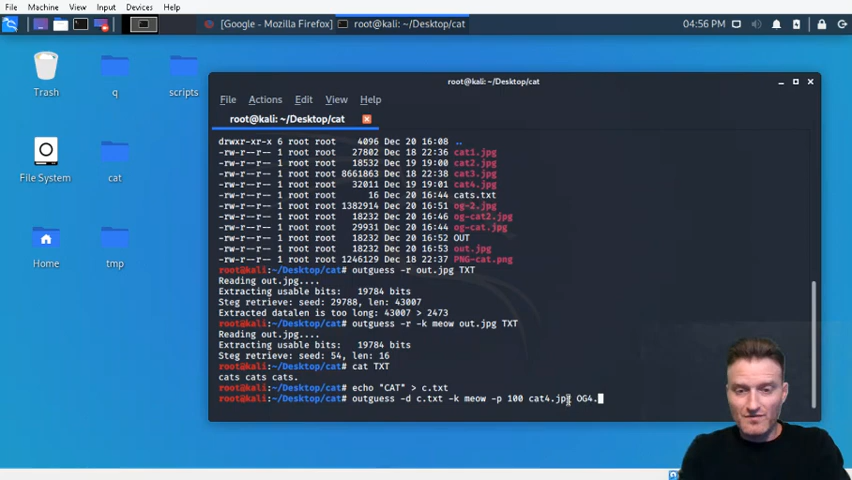 File Machine View Input Devices Help
[Google - Mozilla Firefox] root@kali: ~/Desktop/cat 04:56 PM
root@kali: ~/Desktop/cat
Trash q scripts
File System cat
Home tmp
File Actions Edit View Help
root@kali: ~/Desktop/cat
drwxr-xr-x 6 root root 4096 Dec 20 16:08 ..
-rw-r--r-- 1 root root 27802 Dec 18 22:36 cat1.jpg
-rw-r--r-- 1 root root 18532 Dec 19 19:00 cat2.jpg
-rw-r--r-- 1 root root 8661863 Dec 18 22:38 cat3.jpg
-rw-r--r-- 1 root root 32011 Dec 19 19:01 cat4.jpg
-rw-r--r-- 1 root root 16 Dec 20 16:44 cats.txt
-rw-r--r-- 1 root root 1382914 Dec 20 16:51 og-2.jpg
-rw-r--r-- 1 root root 18232 Dec 20 16:46 og-cat2.jpg
-rw-r--r-- 1 root root 29931 Dec 20 16:44 og-cat.jpg
-rw-r--r-- 1 root root 18232 Dec 20 16:52 OUT
-rw-r--r-- 1 root root 18232 Dec 20 16:53 out.jpg
-rw-r--r-- 1 root root 1246129 Dec 18 22:37 PNG-cat.png
root@kali:~/Desktop/cat# outguess -r out.jpg TXT
Reading out.jpg....
Extracting usable bits: 19784 bits
Steg retrieve: seed: 29788, len: 43007
Extracted datalen is too long: 43007 > 2473
root@kali:~/Desktop/cat# outguess -r -k meow out.jpg TXT
Reading out.jpg....
Extracting usable bits: 19784 bits
Steg retrieve: seed: 54, len: 16
root@kali:~/Desktop/cat# cat TXT
cats cats cats.
root@kali:~/Desktop/cat# echo "CAT" > c.txt
root@kali:~/Desktop/cat# outguess -d c.txt -k meow -p 100 cat4.jpg OG4.